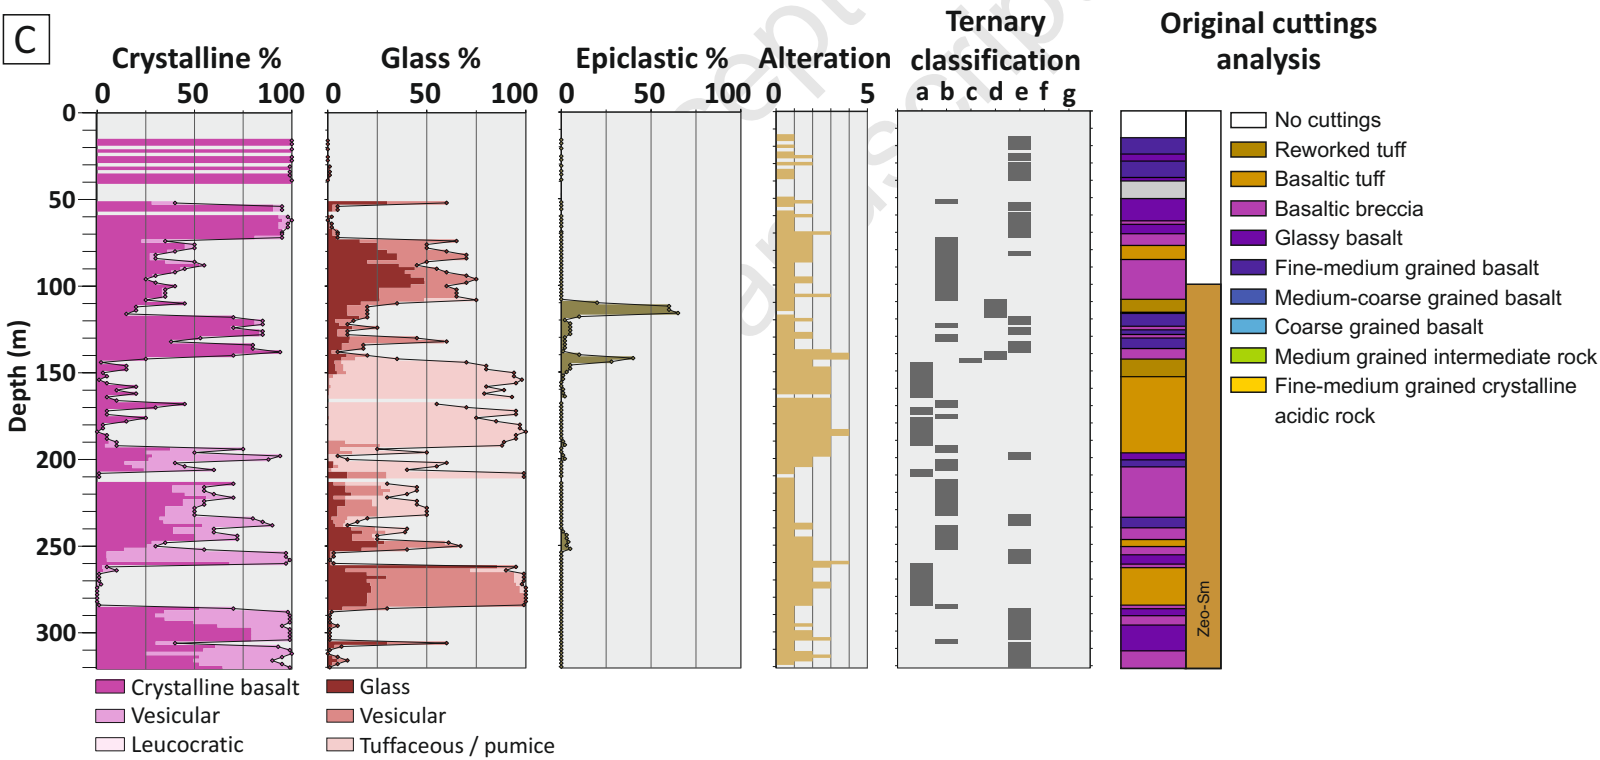 C
Crystalline %
Glass %
Epiclastic %
Alteration
Ternary
classification
Original cuttings
analysis
0 50 100
0 50 100
0 50 100
0 5
a b c d e f g
Depth (m)
0
50
100
150
200
250
300
Zeo-Sm
No cuttings
Reworked tuff
Basaltic tuff
Basaltic breccia
Glassy basalt
Fine-medium grained basalt
Medium-coarse grained basalt
Coarse grained basalt
Medium grained intermediate rock
Fine-medium grained crystalline
acidic rock
Crystalline basalt
Vesicular
Leucocratic
Glass
Vesicular
Tuffaceous / pumice